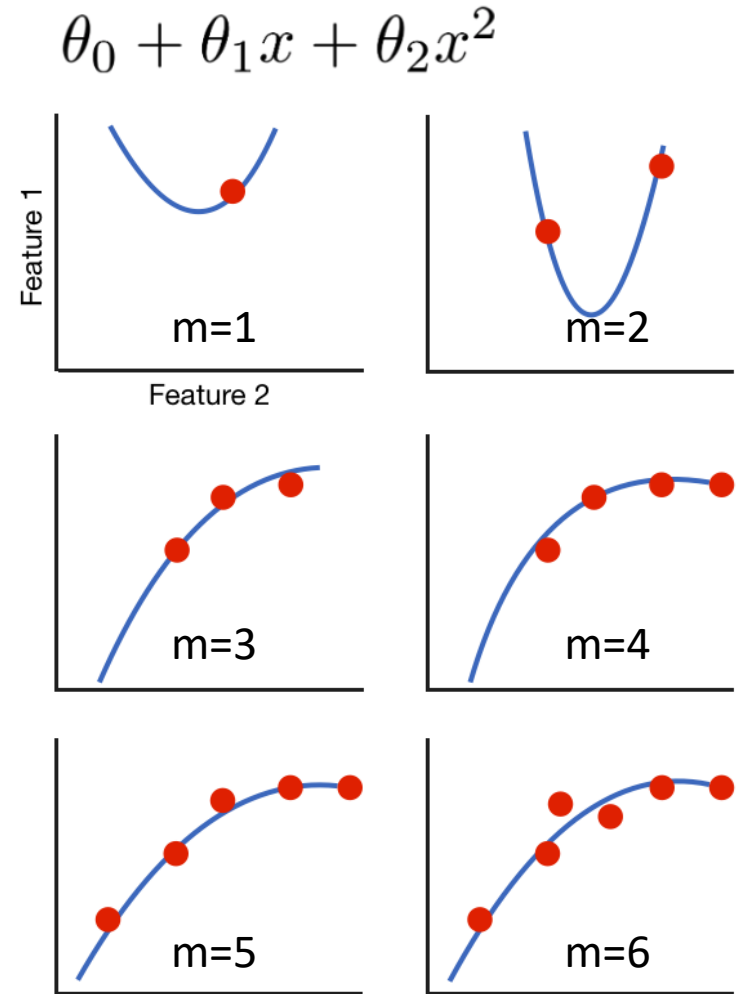 θ₀ + θ₁x + θ₂x²
Feature 1
m=1
m=2
Feature 2
m=3
m=4
m=5
m=6